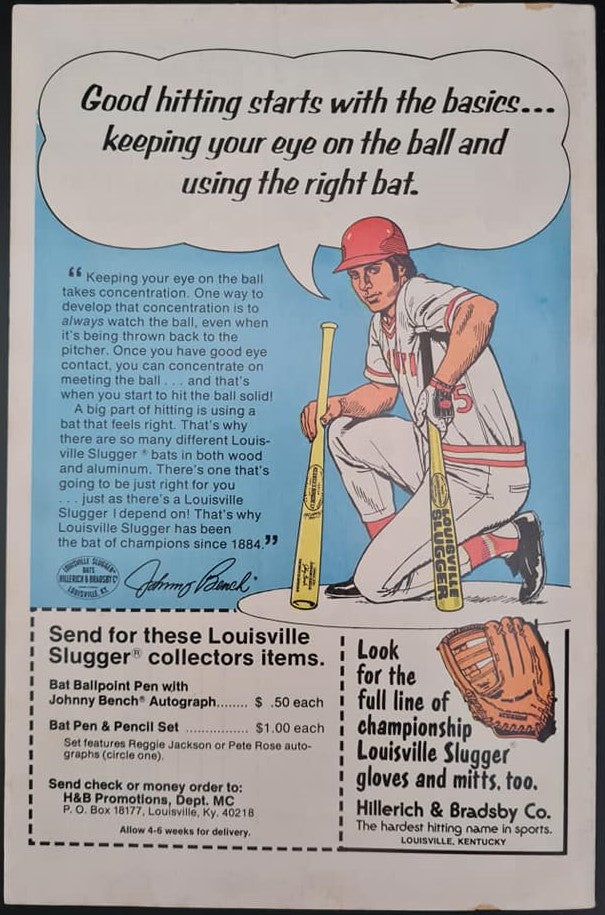 Good hitting starts with the basics...
keeping your eye on the ball and
using the right bat.
“Keeping your eye on the ball
takes concentration. One way to
develop that concentration is to
always watch the ball, even when
it's being thrown back to the
pitcher. Once you have good eye
contact, you can concentrate on
meeting the ball . . . and that's
when you start to hit the ball solid!
A big part of hitting is using a
bat that feels right. That's why
there are so many different Louis-
ville Slugger® bats in both wood
and aluminum. There's one that's
going to be just right for you
. . . just as there's a Louisville
Slugger I depend on! That's why
Louisville Slugger has been
the bat of champions since 1884.”
LOUISVILLE SLUGGER®
BATS
HILLERICH & BRADSBY Cº
LOUISVILLE, KY.
Johnny Bench®
5
LOUISVILLE
SLUGGER
Send for these Louisville
Slugger® collectors items.
Bat Ballpoint Pen with
Johnny Bench® Autograph........ $ .50 each
Bat Pen & Pencil Set ................ $1.00 each
Set features Reggie Jackson or Pete Rose auto-
graphs (circle one).
Send check or money order to:
H&B Promotions, Dept. MC
P. O. Box 18177, Louisville, Ky. 40218
Allow 4-6 weeks for delivery.
Look
for the
full line of
championship
Louisville Slugger®
gloves and mitts, too.
Hillerich & Bradsby Co.
The hardest hitting name in sports.
LOUISVILLE, KENTUCKY